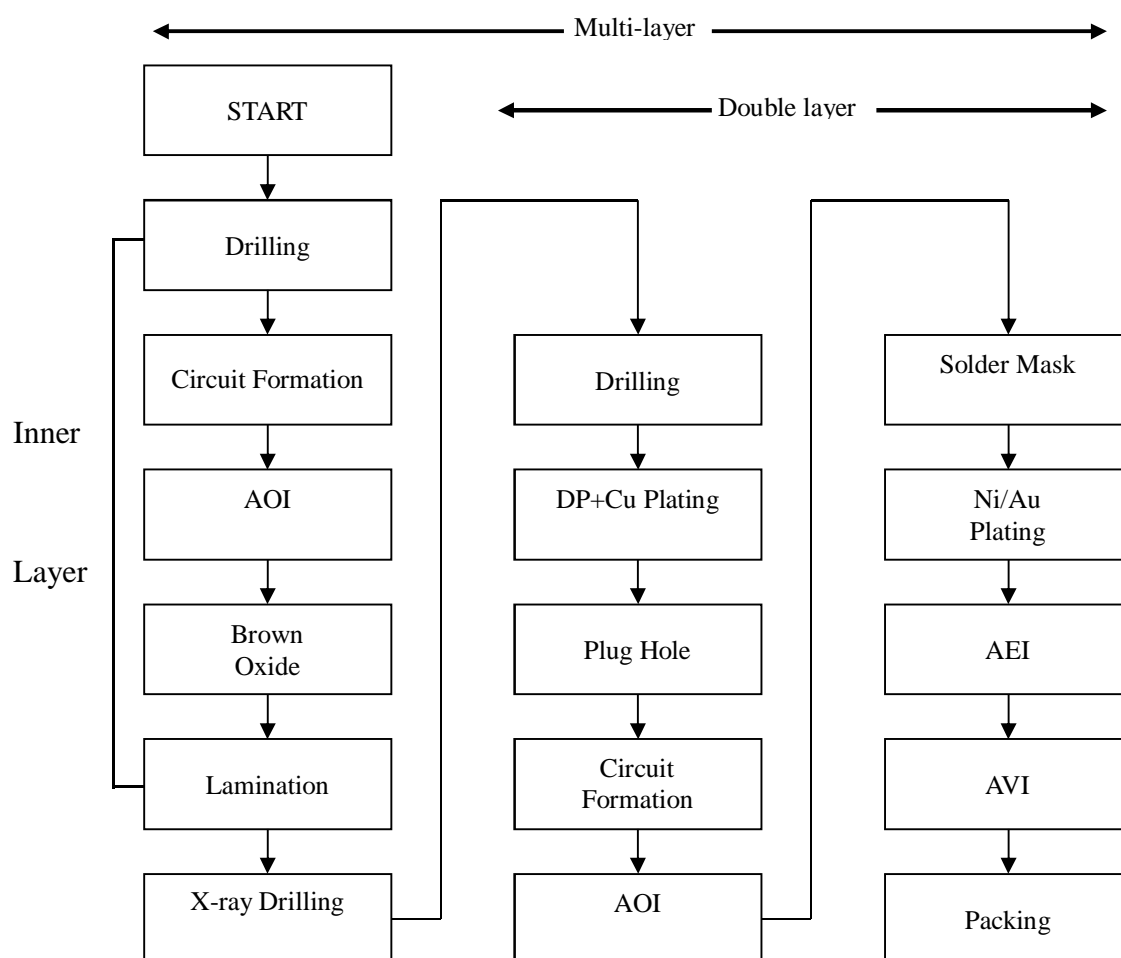 Multi-layer
Double layer
START
Drilling
Circuit Formation
AOI
Brown
Oxide
Lamination
X-ray Drilling
Inner
Layer
Drilling
DP+Cu Plating
Plug Hole
Circuit
Formation
AOI
Solder Mask
Ni/Au
Plating
AEI
AVI
Packing